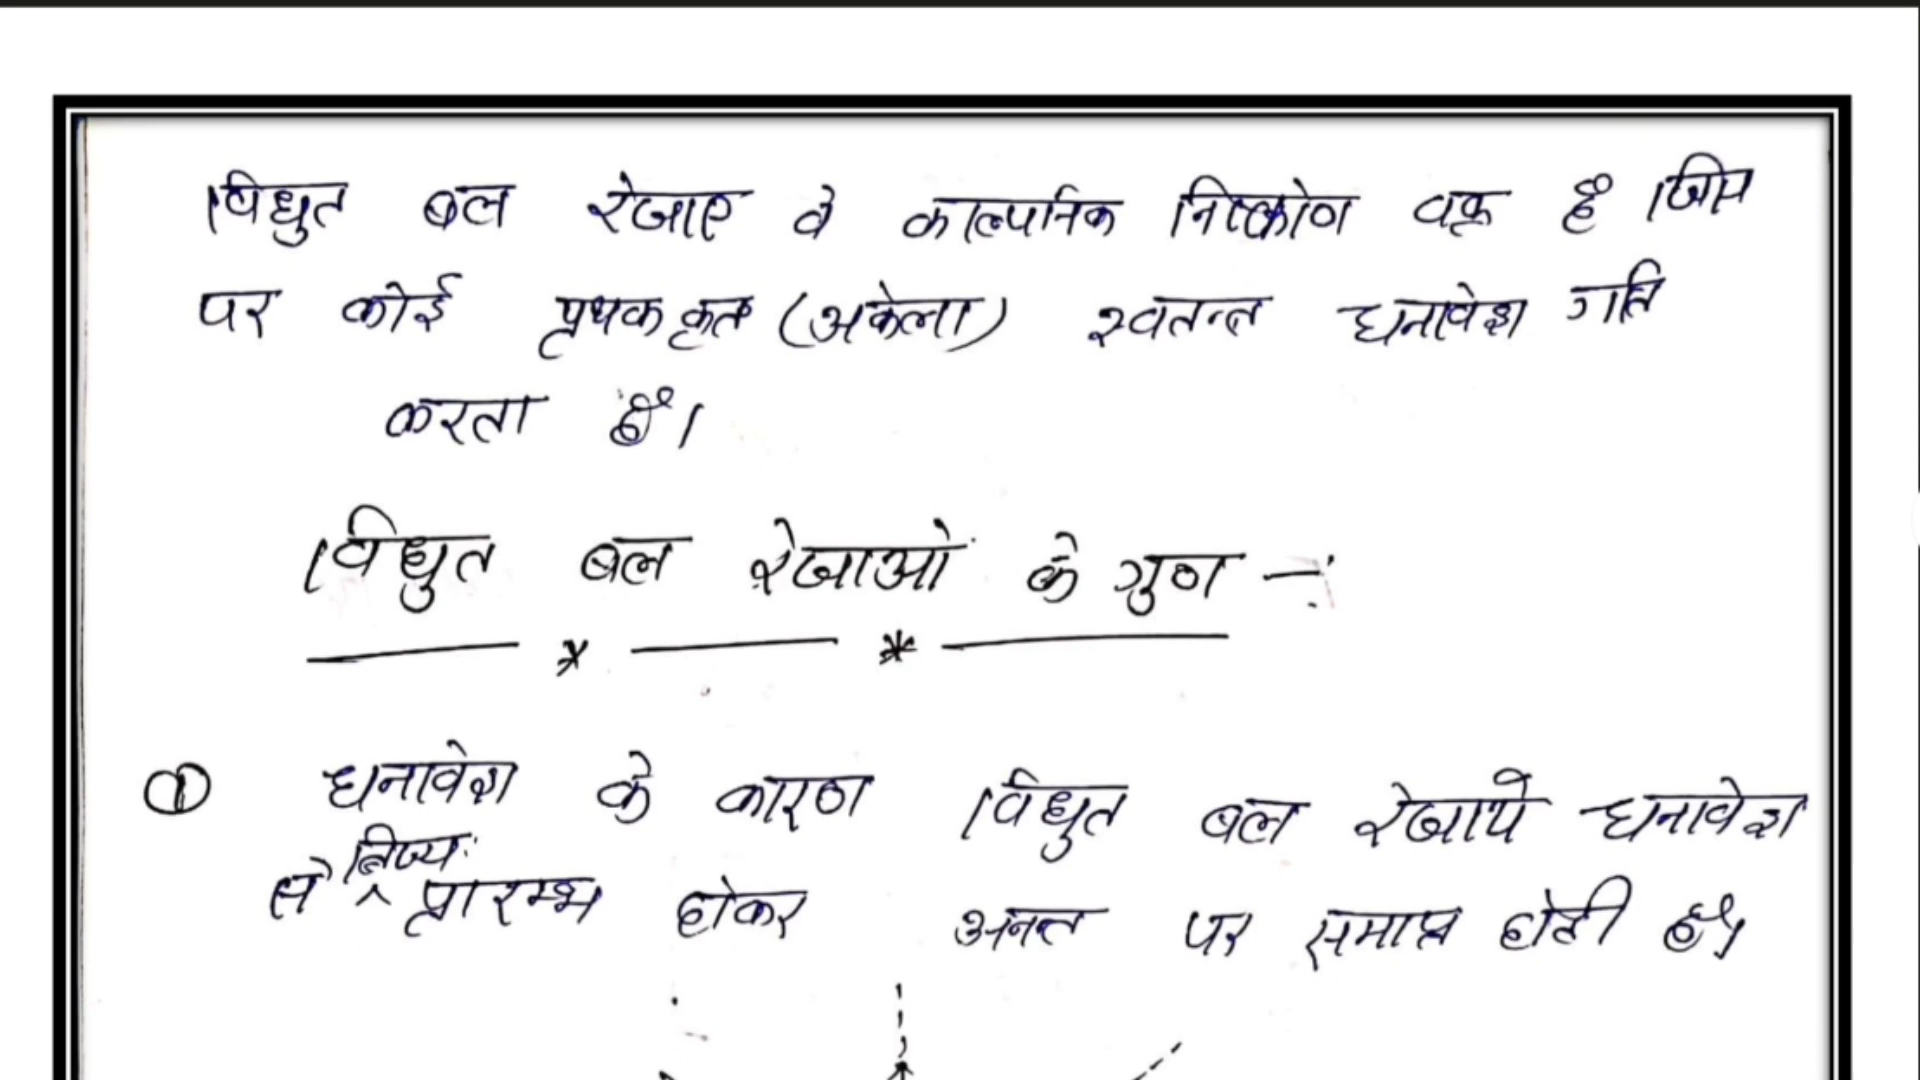 विधुत बल रेखाए वे काल्पनिक निष्कोण वक्र है जिस
पर कोई प्रथककृत (अकेला) स्वतन्त्र धनावेश गति
करता है।
विधुत बल रेखाओं के गुण -:
① धनावेश के कारण विधुत बल रेखाये धनावेश
से त्रिज्य: प्रारम्भ होकर अनन्त पर समाप्त होती है।